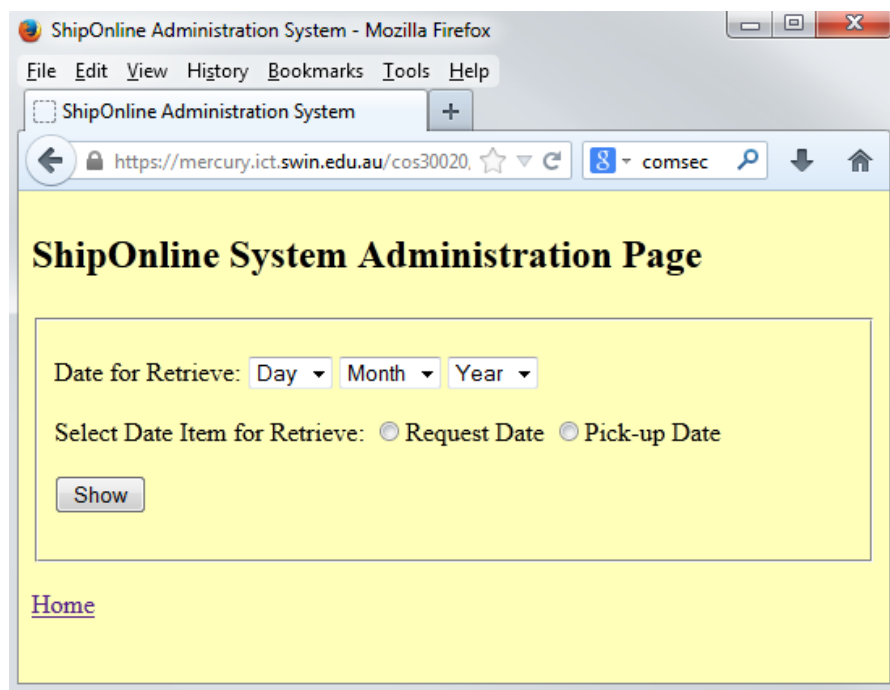 ShipOnline Administration System - Mozilla Firefox
File Edit View History Bookmarks Tools Help
ShipOnline Administration System +
https://mercury.ict.swin.edu.au/cos30020, 8 comsec
ShipOnline System Administration Page
Date for Retrieve: Day Month Year
Select Date Item for Retrieve: Request Date Pick-up Date
Show
Home